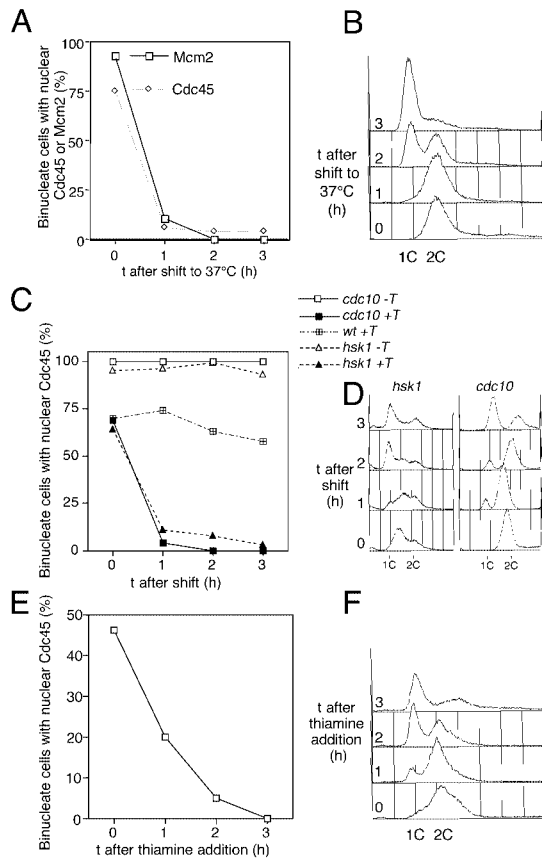 A
Binucleate cells with nuclear
Cdc45 or Mcm2 (%)
100
75
50
25
0
Mcm2
Cdc45
0 1 2 3
t after shift to 37°C (h)
B
t after
shift to
37°C
(h)
3
2
1
0
1C 2C
C
Binucleate cells with nuclear Cdc45 (%)
100
75
50
25
0
0 1 2 3
t after shift (h)
cdc10 -T
cdc10 +T
wt +T
hsk1 -T
hsk1 +T
D
hsk1 cdc10
t after
shift
(h)
3
2
1
0
1C 2C 1C 2C
E
Binucleate cells with nuclear Cdc45 (%)
50
40
30
20
10
0
0 1 2 3
t after thiamine addition (h)
F
t after
thiamine
addition
(h)
3
2
1
0
1C 2C